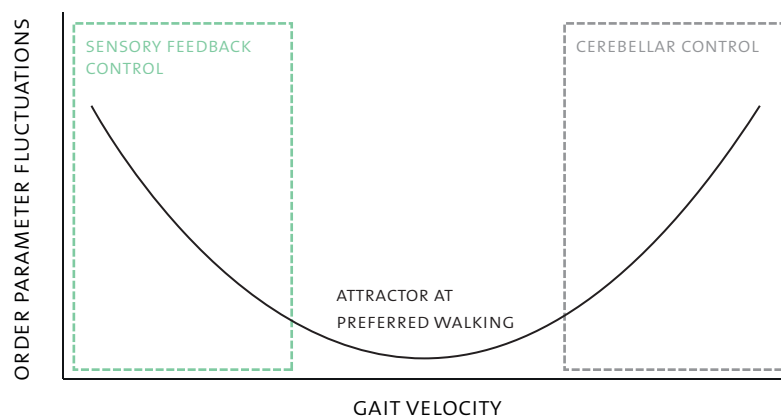 ORDER PARAMETER FLUCTUATIONS
SENSORY FEEDBACK
CONTROL
CEREBELLAR CONTROL
ATTRACTOR AT
PREFERRED WALKING
GAIT VELOCITY